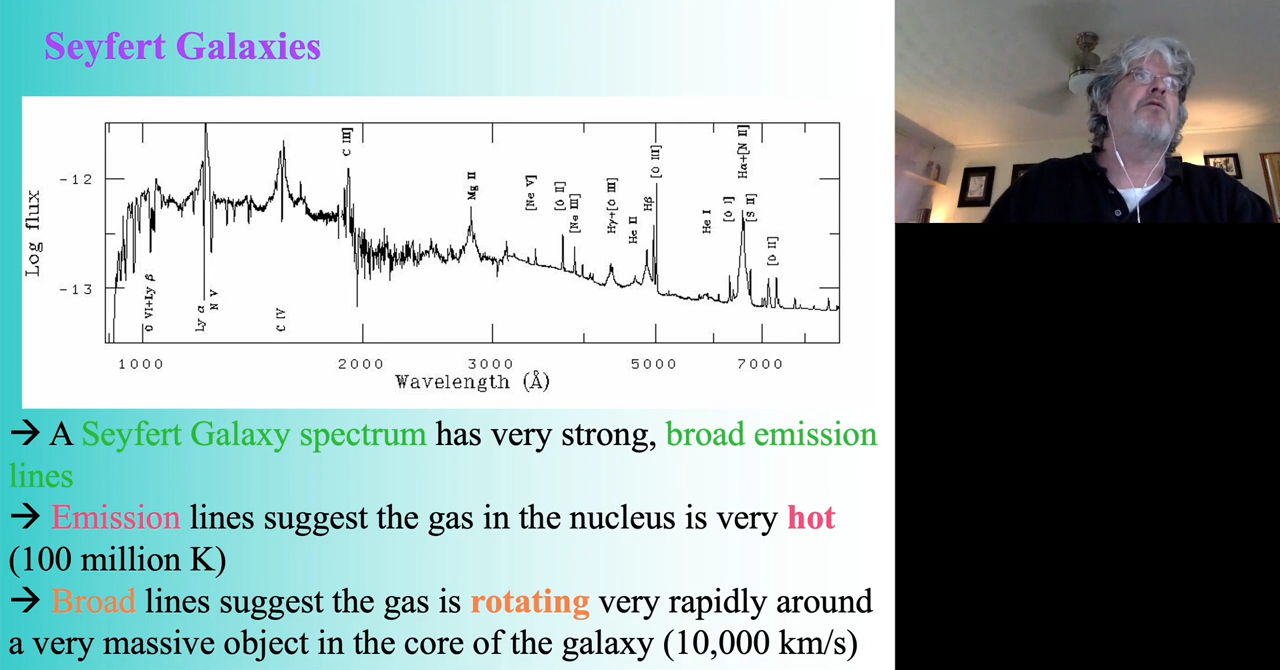 Seyfert Galaxies
Log flux
-12
-13
O VI+Ly β
Ly α
N V
C IV
C III]
Mg II
[Ne V]
[O II]
[Ne III]
Hγ+[O III]
He II
Hβ
[O III]
He I
[O I]
Hα+[N II]
[S II]
[O II]
1000 2000 3000 5000 7000
Wavelength (Å)
→ A Seyfert Galaxy spectrum has very strong, broad emission
lines
→ Emission lines suggest the gas in the nucleus is very hot
(100 million K)
→ Broad lines suggest the gas is rotating very rapidly around
a very massive object in the core of the galaxy (10,000 km/s)